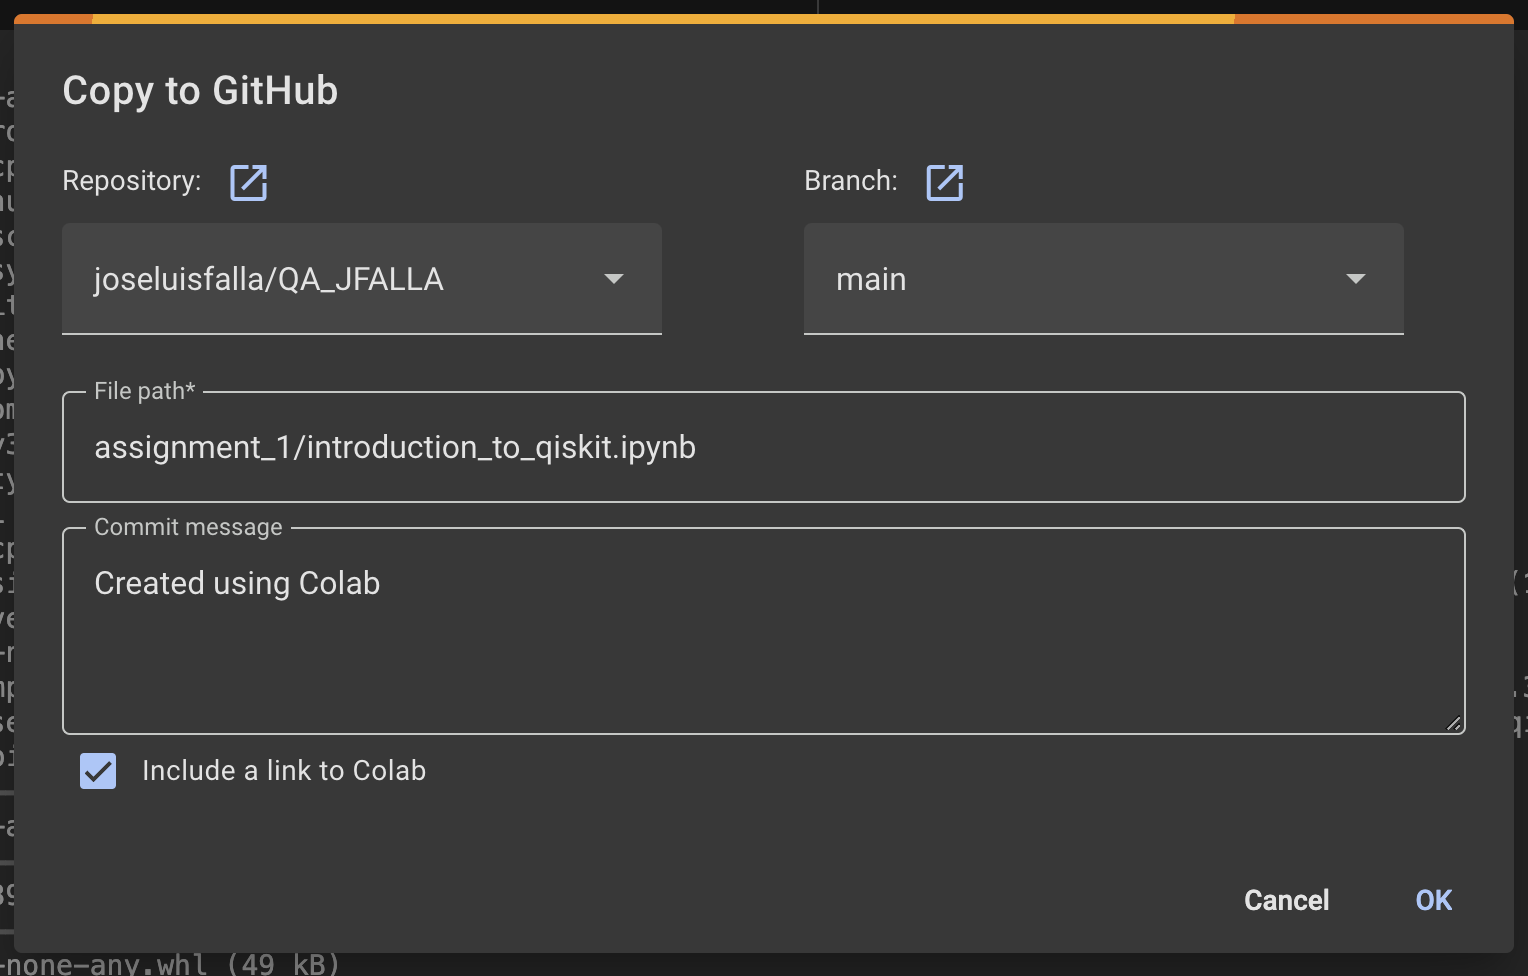 Copy to GitHub
Repository:
Branch:
joseluisfalla/QA_JFALLA
main
File path*
assignment_1/introduction_to_qiskit.ipynb
Commit message
Created using Colab
Include a link to Colab
Cancel
OK
-none-any.whl (49 kB)